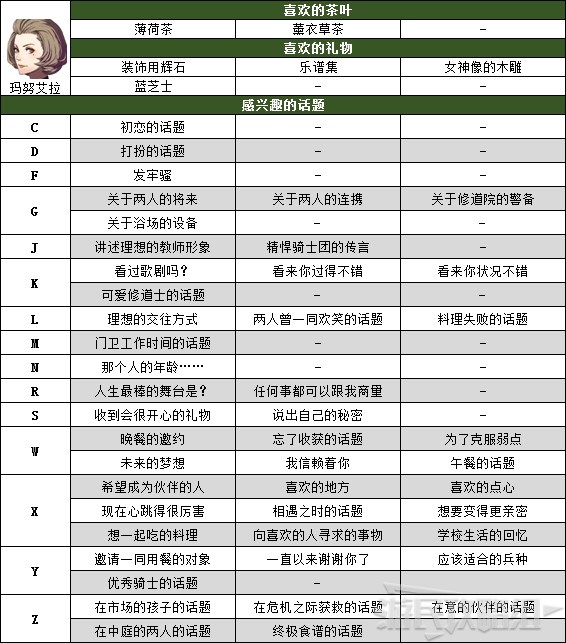 喜欢的茶叶
薄荷茶 薰衣草茶 –
喜欢的礼物
装饰用辉石 乐谱集 女神像的木雕
玛努艾拉 蓝芝士 – –
感兴趣的话题
C 初恋的话题 – –
D 打扮的话题 – –
F 发牢骚 – –
G 关于两人的将来 关于两人的连携 关于修道院的警备
关于浴场的设备 – –
J 讲述理想的教师形象 精悍骑士团的传言 –
K 看过歌剧吗？ 看来你过得不错 看来你状况不错
可爱修道士的话题 – –
L 理想的交往方式 两人曾一同欢笑的话题 料理失败的话题
M 门卫工作时间的话题 – –
N 那个人的年龄…… – –
R 人生最棒的舞台是？ 任何事都可以跟我商量 –
S 收到会很开心的礼物 说出自己的秘密 –
W 晚餐的邀约 忘了收获的话题 为了克服弱点
未来的梦想 我信赖着你 午餐的话题
X 希望成为伙伴的人 喜欢的地方 喜欢的点心
现在心跳得很厉害 相遇之时的话题 想要变得更亲密
想一起吃的料理 向喜欢的人寻求的事物 学校生活的回忆
Y 邀请一同用餐的对象 一直以来谢谢你了 应该适合的兵种
优秀骑士的话题 –
Z 在市场的孩子的话题 在危机之际获救的话题 在意的伙伴的话题
在中庭的两人的话题 终极食谱的话题